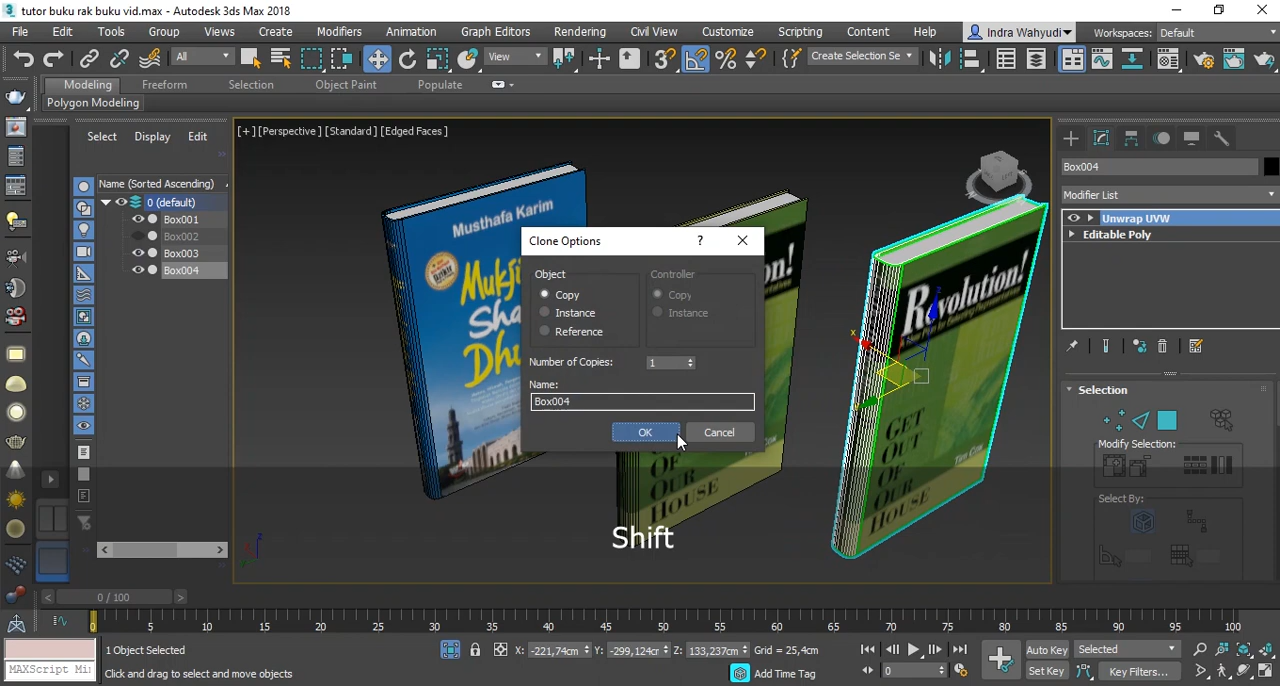 tutor buku rak buku vid.max - Autodesk 3ds Max 2018
File Edit Tools Group Views Create Modifiers Animation Graph Editors Rendering Civil View Customize Scripting Content Help Indra Wahyudi Workspaces: Default
All View Create Selection Se
Modeling Freeform Selection Object Paint Populate
Polygon Modeling
Select Display Edit
[+] [Perspective] [Standard] [Edged Faces]
Name (Sorted Ascending)
0 (default)
Box001
Box002
Box003
Box004
Musthafa Karim
Clone Options
Object
Copy
Instance
Reference
Controller
Copy
Instance
Number of Copies: 1
Name:
Box004
OK Cancel
Revolution!
GET
OUT
OF
OUR
HOUSE
Tim Cow
OF
OUR
HOUSE
Tim Cow
Shift
Box004
Modifier List
Unwrap UVW
Editable Poly
Selection
Modify Selection:
Select By:
0 / 100
0 5 10 15 20 25 30 35 40 45 50 55 60 65 70 75 80 85 90 95 100
MAXScript Mi
1 Object Selected
Click and drag to select and move objects
X: -221,74cm Y: -299,124cm Z: 133,237cm Grid = 25,4cm
Add Time Tag
0
Auto Key Selected
Set Key Key Filters...